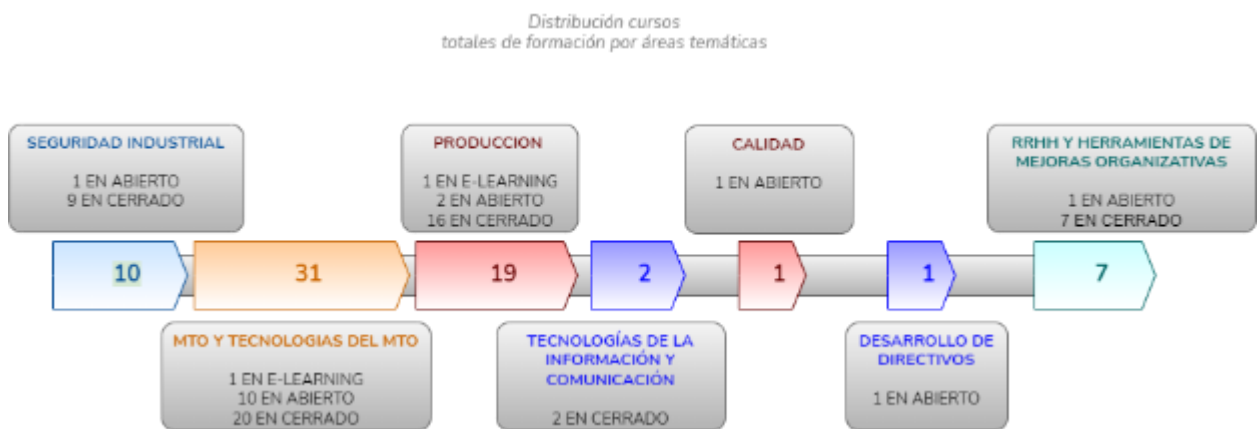 Distribución cursos
totales de formación por áreas temáticas
SEGURIDAD INDUSTRIAL
1 EN ABIERTO
9 EN CERRADO
PRODUCCION
1 EN E-LEARNING
2 EN ABIERTO
16 EN CERRADO
CALIDAD
1 EN ABIERTO
RRHH Y HERRAMIENTAS DE
MEJORAS ORGANIZATIVAS
1 EN ABIERTO
7 EN CERRADO
10
31
19
2
1
1
7
MTO Y TECNOLOGIAS DEL MTO
1 EN E-LEARNING
10 EN ABIERTO
20 EN CERRADO
TECNOLOGÍAS DE LA
INFORMACIÓN Y
COMUNICACIÓN
2 EN CERRADO
DESARROLLO DE
DIRECTIVOS
1 EN ABIERTO